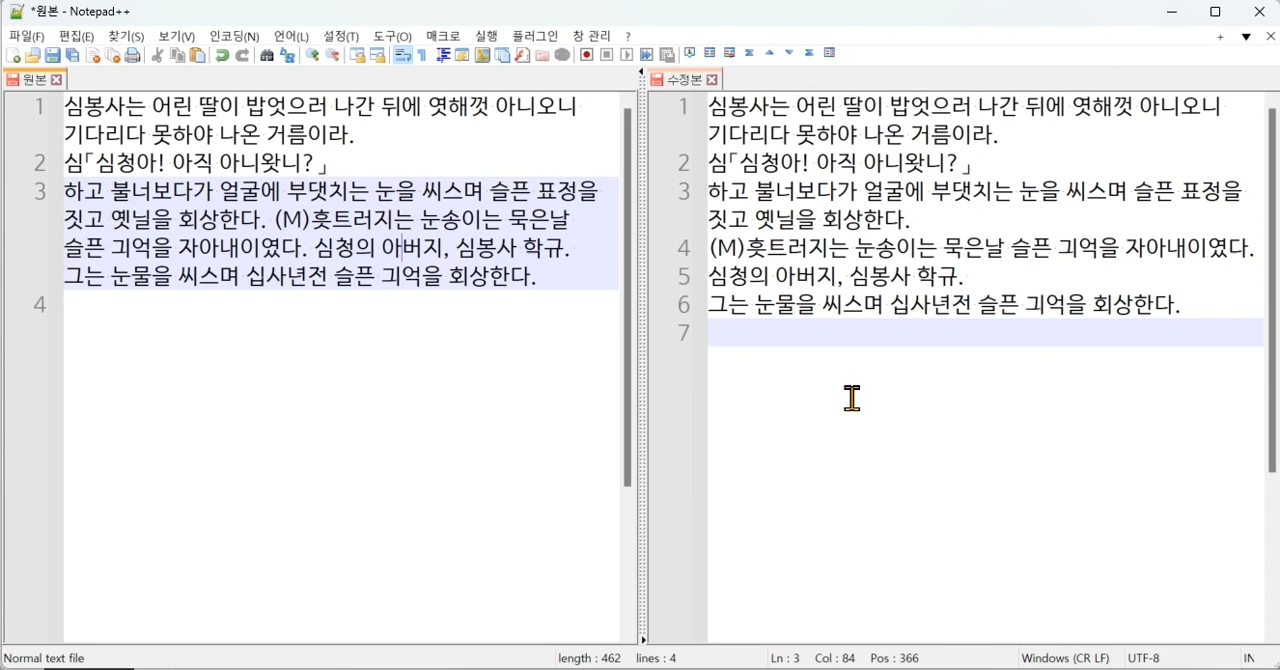 *원본 - Notepad++
파일(F) 편집(E) 찾기(S) 보기(V) 인코딩(N) 언어(L) 설정(T) 도구(O) 매크로 실행 플러그인 창 관리 ? + ▼ ✕
원본
1 심봉사는 어린 딸이 밥엇으러 나간 뒤에 엿해껏 아니오니
기다리다 못하야 나온 거름이라.
2 심「심청아! 아직 아니왓니?」
3 하고 불너보다가 얼굴에 부댓치는 눈을 씨스며 슬픈 표정을
짓고 옛닐을 회상한다. (M)흣트러지는 눈송이는 묵은날
슬픈 긔억을 자아내이였다. 심청의 아버지, 심봉사 학규.
그는 눈물을 씨스며 십사년전 슬픈 긔억을 회상한다.
4
수정본
1 심봉사는 어린 딸이 밥엇으러 나간 뒤에 엿해껏 아니오니
기다리다 못하야 나온 거름이라.
2 심「심청아! 아직 아니왓니?」
3 하고 불너보다가 얼굴에 부댓치는 눈을 씨스며 슬픈 표정을
짓고 옛닐을 회상한다.
4 (M)흣트러지는 눈송이는 묵은날 슬픈 긔억을 자아내이였다.
5 심청의 아버지, 심봉사 학규.
6 그는 눈물을 씨스며 십사년전 슬픈 긔억을 회상한다.
7
Normal text file length : 462 lines : 4 Ln : 3 Col : 84 Pos : 366 Windows (CR LF) UTF-8 IN